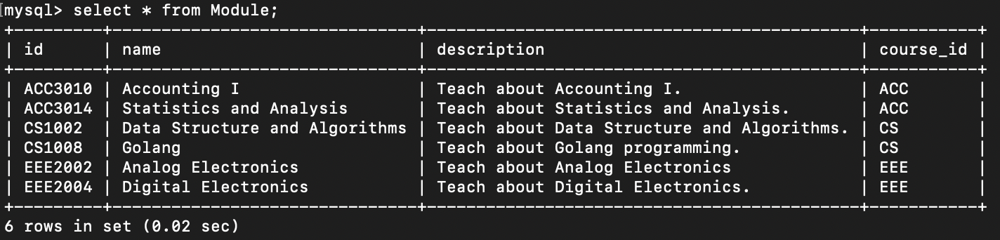 [mysql> select * from Module;
+---------+------------------------------+--------------------------------------------+-----------+
| id      | name                         | description                                | course_id |
+---------+------------------------------+--------------------------------------------+-----------+
| ACC3010 | Accounting I                 | Teach about Accounting I.                  | ACC       |
| ACC3014 | Statistics and Analysis      | Teach about Statistics and Analysis.       | ACC       |
| CS1002  | Data Structure and Algorithms | Teach about Data Structure and Algorithms. | CS        |
| CS1008  | Golang                       | Teach about Golang programming.            | CS        |
| EEE2002 | Analog Electronics           | Teach about Analog Electronics             | EEE       |
| EEE2004 | Digital Electronics          | Teach about Digital Electronics.           | EEE       |
+---------+------------------------------+--------------------------------------------+-----------+
6 rows in set (0.02 sec)